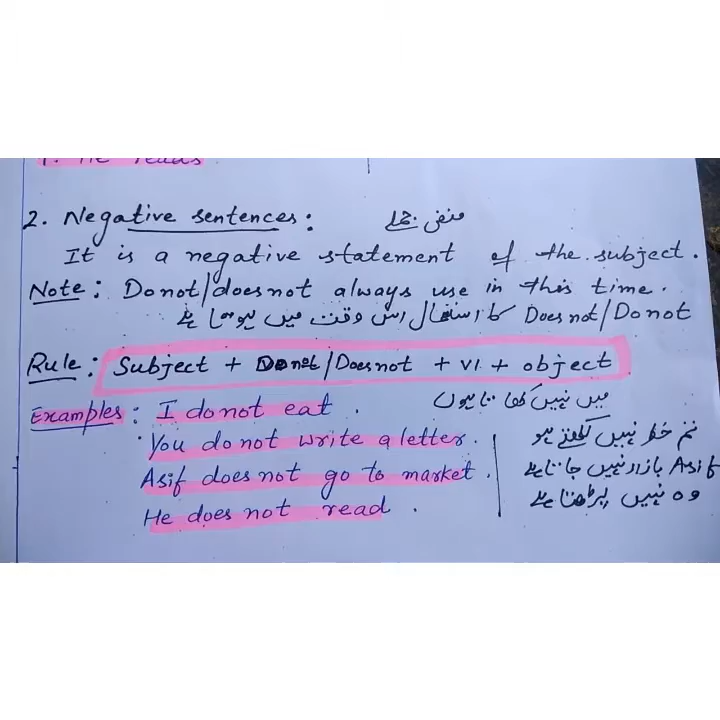 1. He reads
2. Negative sentences: منفی جملے
It is a negative statement of the subject.
Note: Donot/doesnot always use in this time.
Does not/Do not کا استعمال اس وقت میں ہوتا ہے
Rule: Subject + Donot/Doesnot + v1 + object
Examples: I donot eat. میں نہیں کھاتا ہوں
You do not write a letter. تم خط نہیں لکھتے ہو
Asif does not go to market. Asif بازار نہیں جاتا ہے
He does not read. وہ نہیں پڑھتا ہے